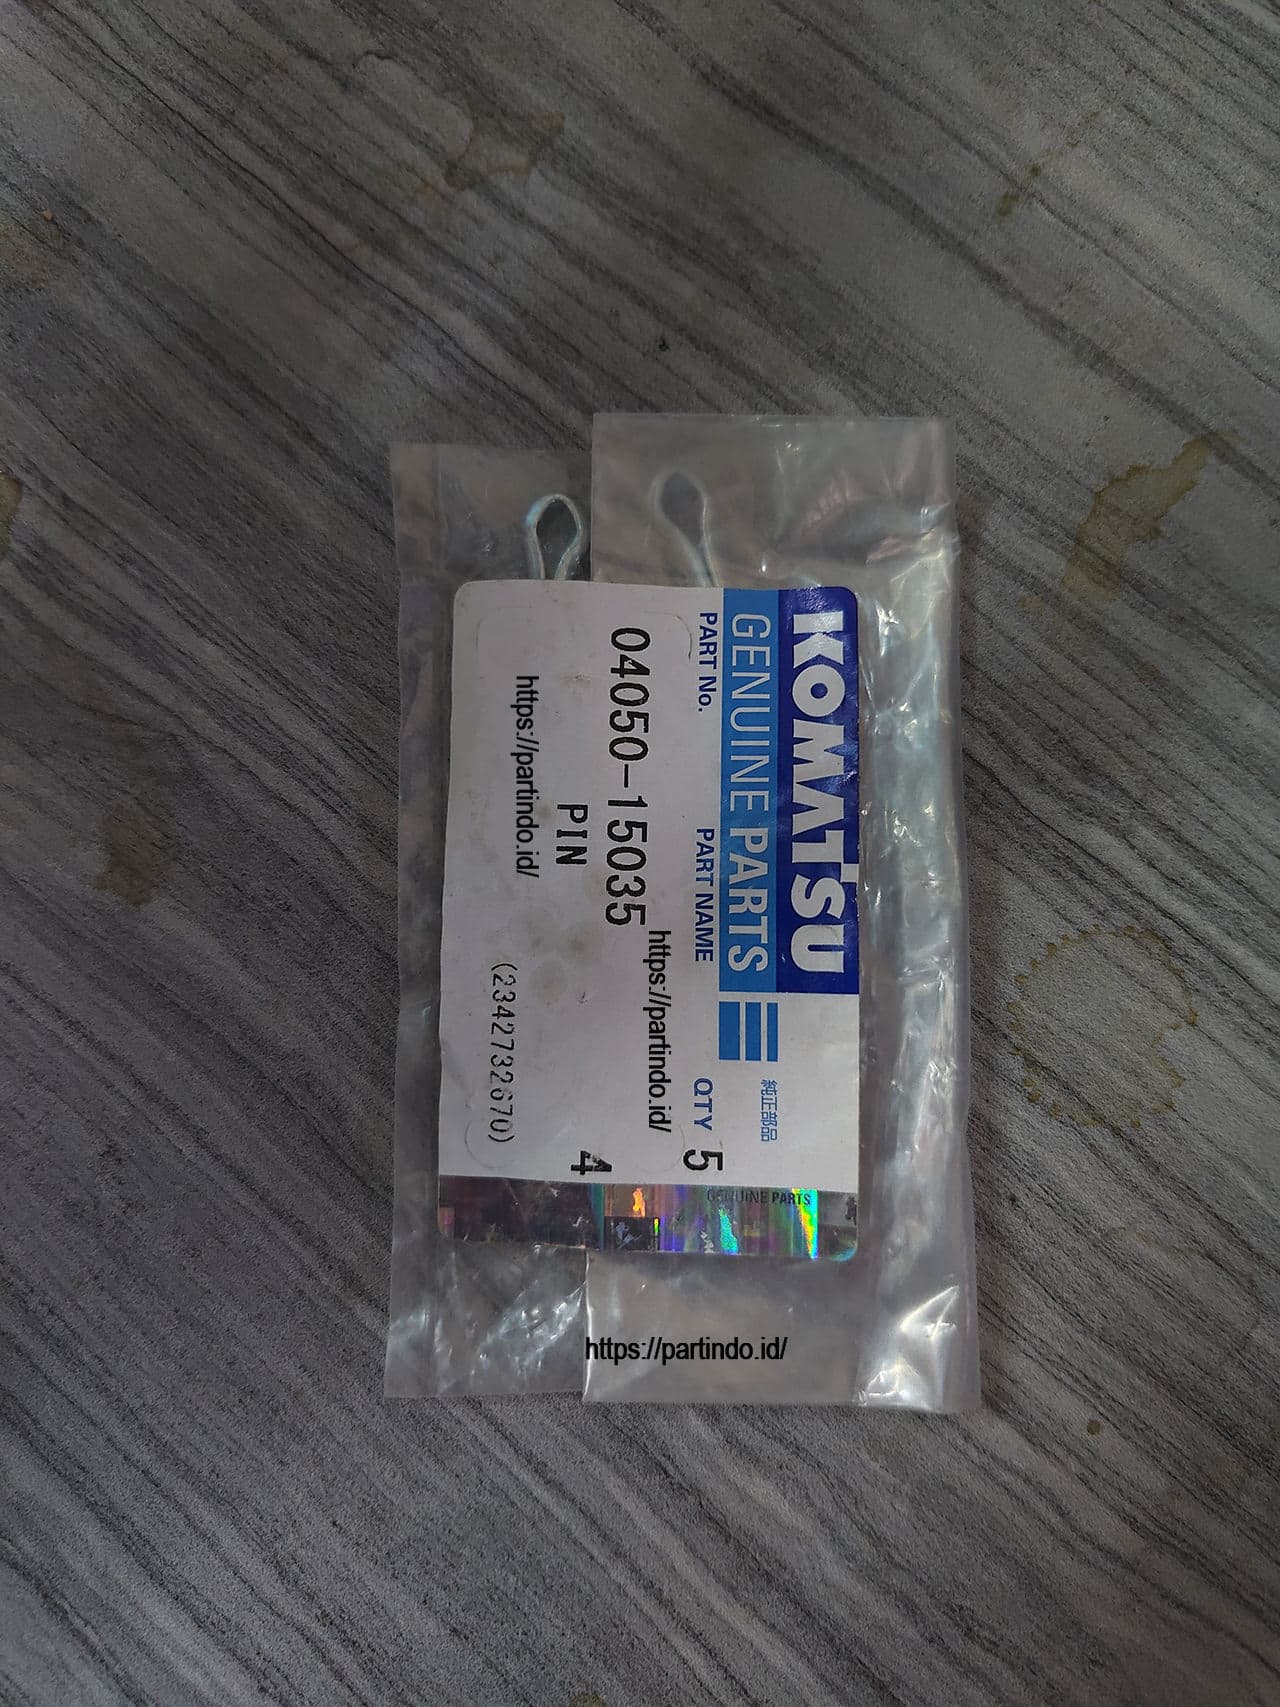 KOMATSU
GENUINE PARTS
純正部品
PART No.
PART NAME
QTY
5
04050-15035
https://partindo.id/
PIN
4
https://partindo.id/
(2342732670)
GENUINE PARTS
https://partindo.id/